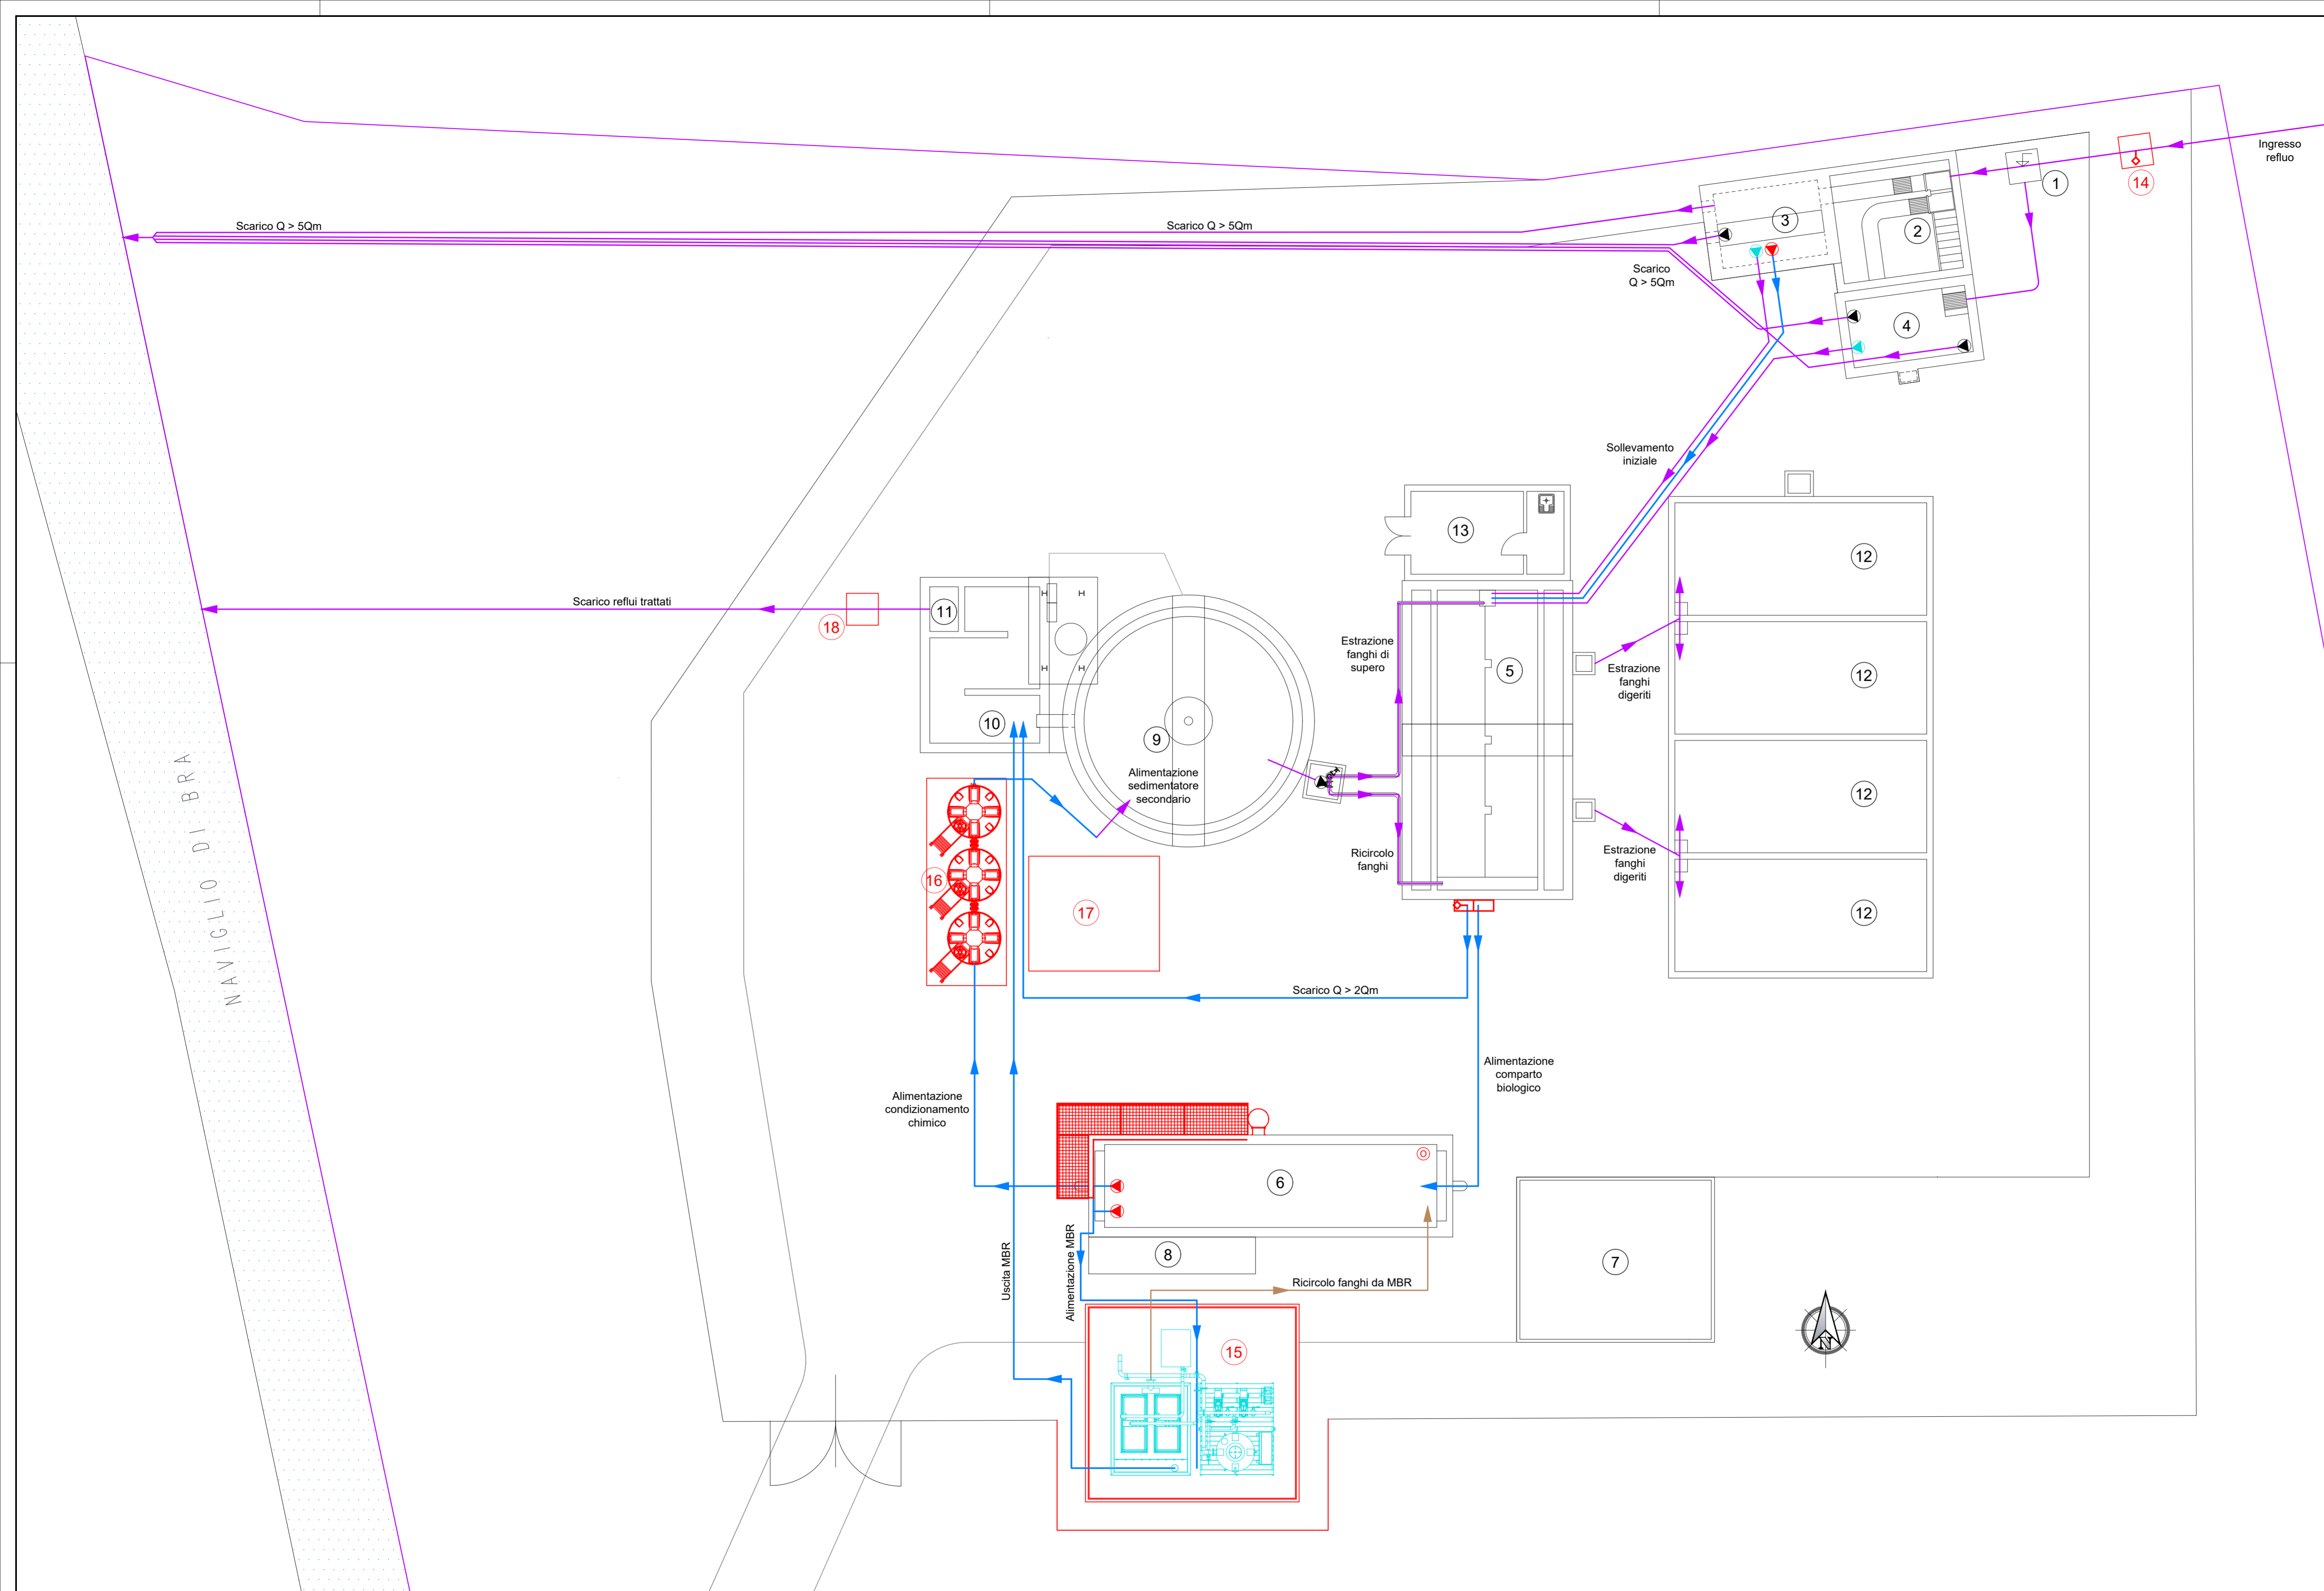 Ingresso
refluo
14
1
2
3
4
Scarico Q > 5Qm
Scarico Q > 5Qm
Scarico
Q > 5Qm
Sollevamento
iniziale
13
12
12
12
12
5
Estrazione
fanghi di
supero
Estrazione
fanghi
digeriti
Estrazione
fanghi
digeriti
Ricircolo
fanghi
Scarico reflui trattati
18
11
10
9
Alimentazione
sedimentatore
secondario
16
17
NAVIGLIO DI BRA
Scarico Q > 2Qm
Alimentazione
comparto
biologico
Alimentazione
condizionamento
chimico
6
8
7
Uscita MBR
Alimentazione MBR
Ricircolo fanghi da MBR
15
N